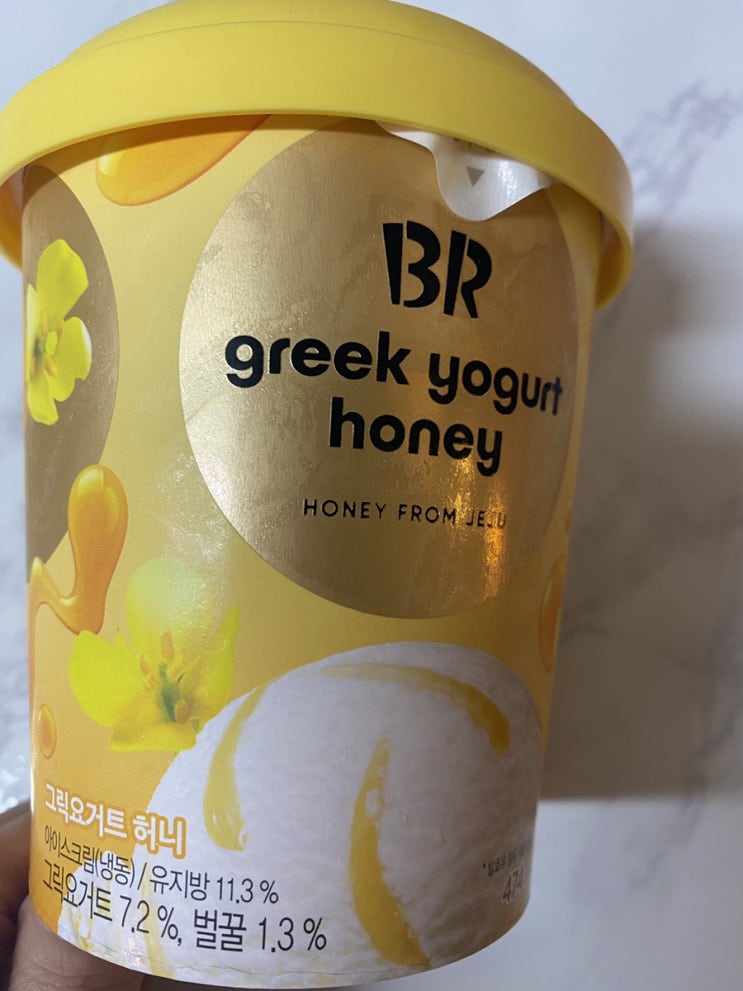 BR
greek yogurt
honey
HONEY FROM JEJU
그릭요거트 허니
아이스크림(냉동) / 유지방 11.3 %
그릭요거트 7.2 %, 벌꿀 1.3 %
474